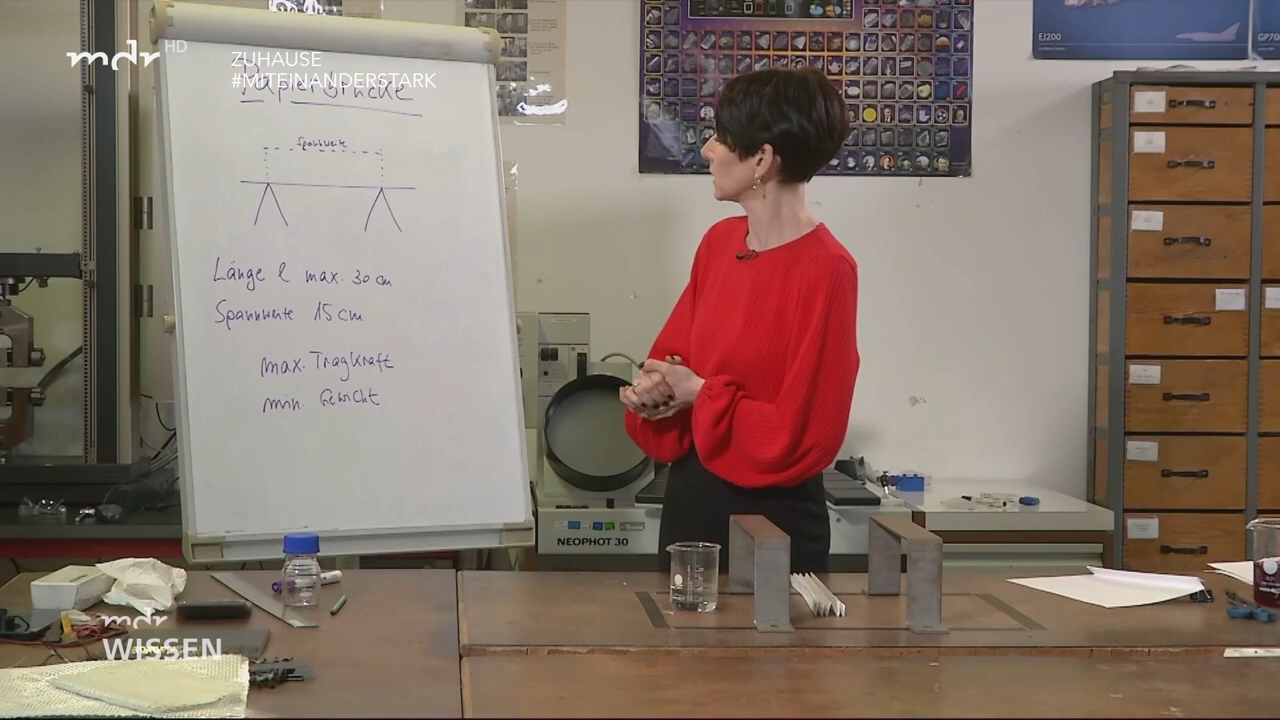 mdr HD
ZUHAUSE
#MITEINANDERSTARK
Papierbrücke
Spannweite
Länge l max. 30 cm
Spannweite 15 cm
max. Tragkraft
min. Gewicht
EJ200
NEOPHOT 30
mdr
WISSEN